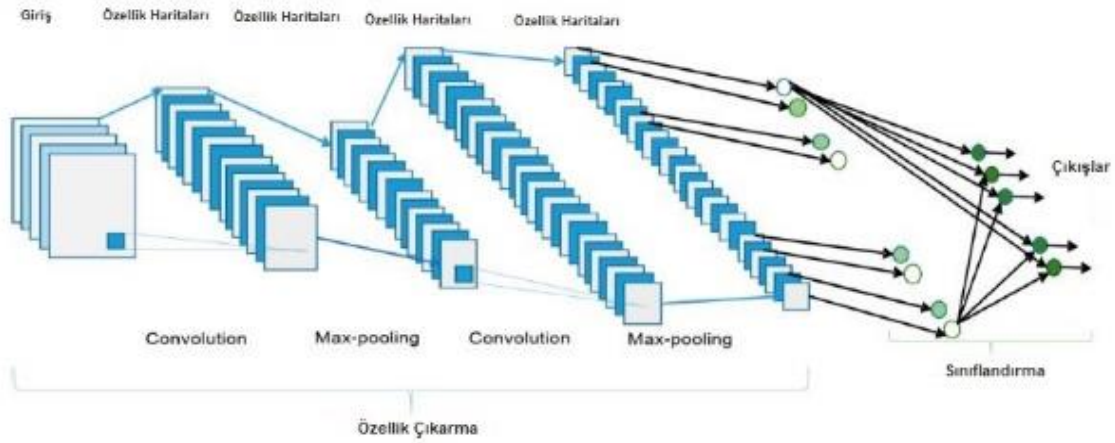 Giriş
Özellik Haritaları
Özellik Haritaları
Özellik Haritaları
Özellik Haritaları
Çıkışlar
Convolution
Max-pooling
Convolution
Max-pooling
Sınıflandırma
Özellik Çıkarma